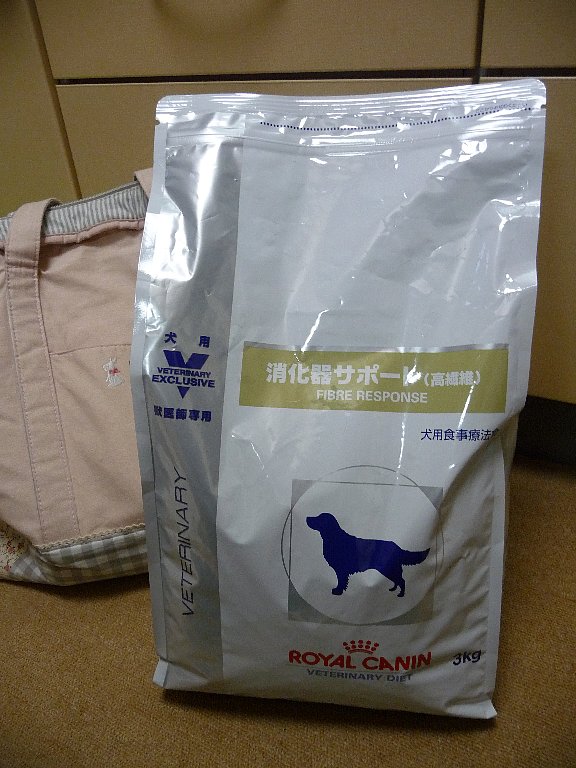 犬 用
VETERINARY
EXCLUSIVE
獣医師専用
VETERINARY
消化器サポート(高繊維)
FIBRE RESPONSE
犬用食事療法食
ROYAL CANIN
VETERINARY DIET
3kg